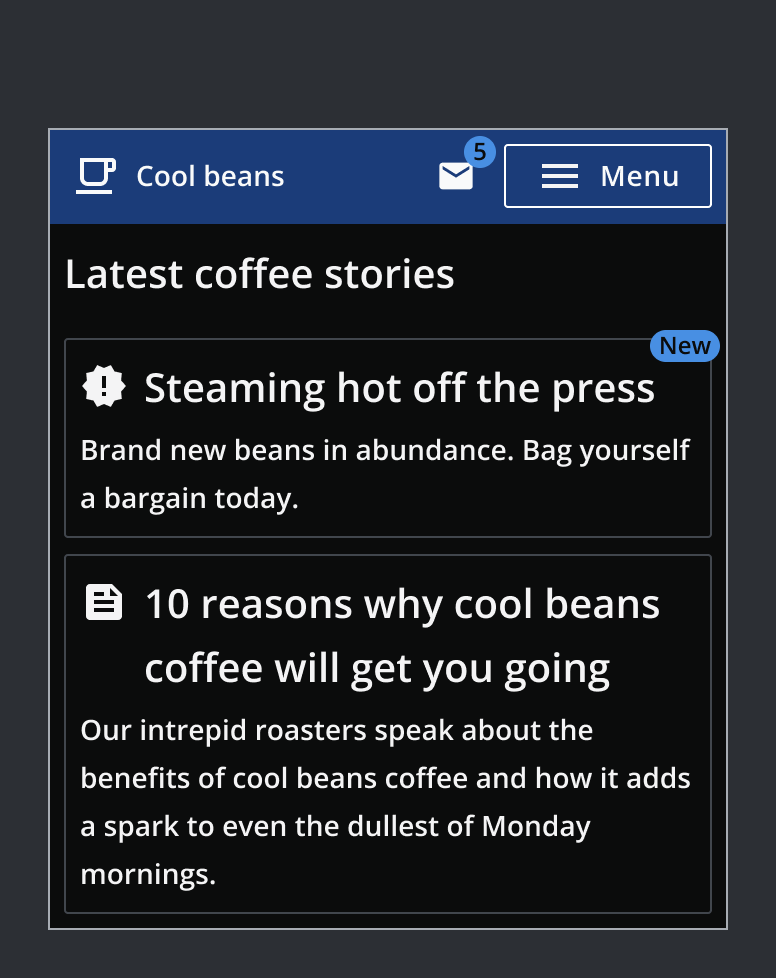 Cool beans
5
Menu
Latest coffee stories
New
Steaming hot off the press
Brand new beans in abundance. Bag yourself
a bargain today.
10 reasons why cool beans
coffee will get you going
Our intrepid roasters speak about the
benefits of cool beans coffee and how it adds
a spark to even the dullest of Monday
mornings.